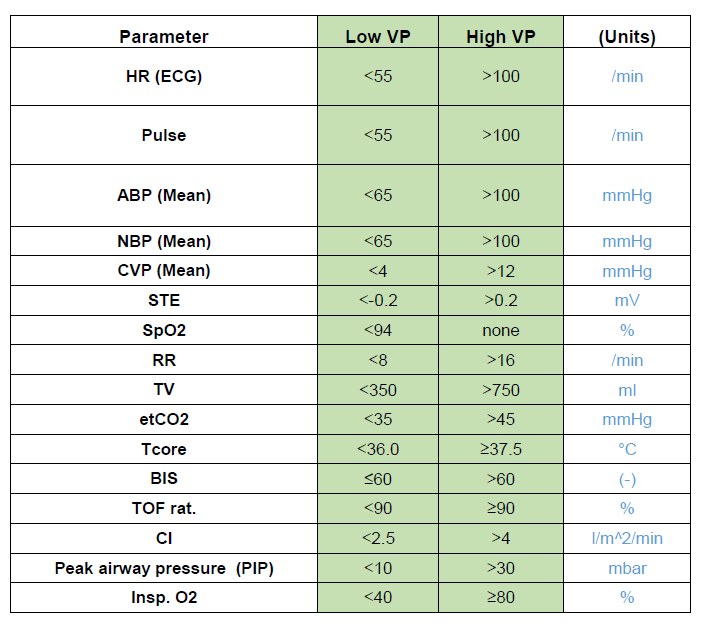 Parameter Low VP High VP (Units)
HR (ECG) <55 >100 /min
Pulse <55 >100 /min
ABP (Mean) <65 >100 mmHg
NBP (Mean) <65 >100 mmHg
CVP (Mean) <4 >12 mmHg
STE <-0.2 >0.2 mV
SpO2 <94 none %
RR <8 >16 /min
TV <350 >750 ml
etCO2 <35 >45 mmHg
Tcore <36.0 ≥37.5 °C
BIS ≤60 >60 (-)
TOF rat. <90 ≥90 %
CI <2.5 >4 l/m^2/min
Peak airway pressure (PIP) <10 >30 mbar
Insp. O2 <40 ≥80 %